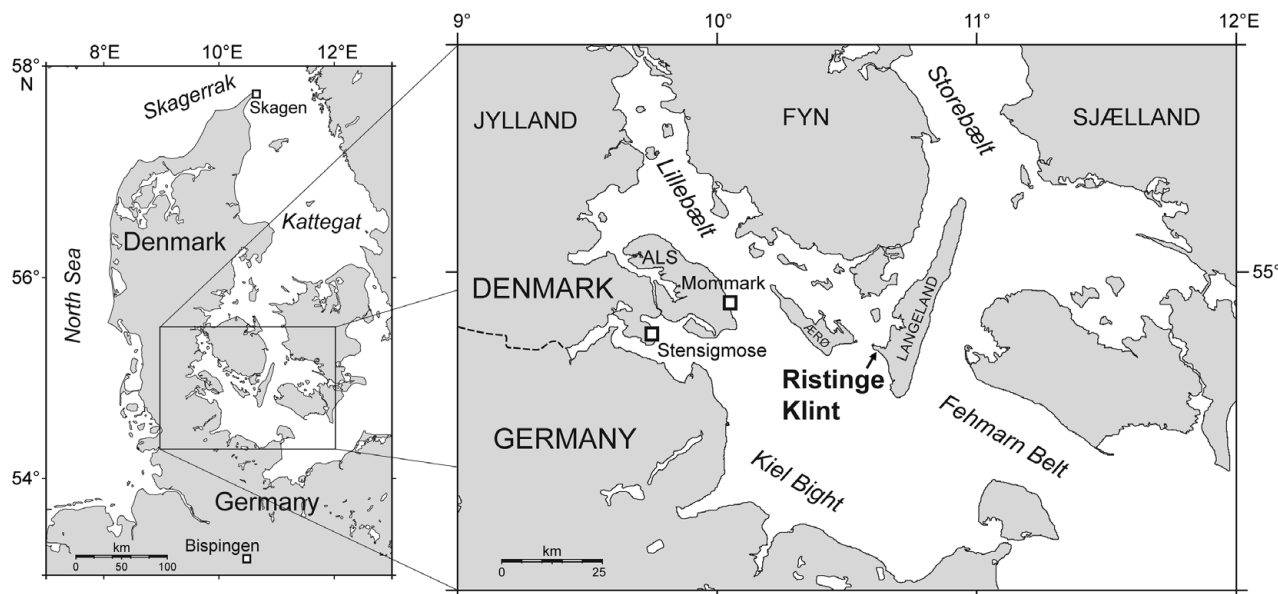 8°E 10°E 12°E
58°
N
Skagerrak
Skagen
Kattegat
Denmark
North Sea
56°
54°
Germany
Bispingen
km
0 50 100
9° 10° 11° 12°E
JYLLAND
FYN
Storebælt
SJÆLLAND
Lillebælt
ALS
Mommark
55°
DENMARK
Stensigmose
ÆRØ
LANGELAND
Ristinge
Klint
GERMANY
Fehmarn Belt
Kiel Bight
km
0 25